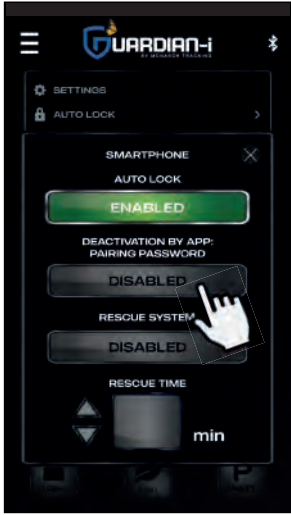 GUARDIAN-i
BY MONARCH TRACKING
SETTINGS
AUTO LOCK
SMARTPHONE
AUTO LOCK
ENABLED
DEACTIVATION BY APP:
PAIRING PASSWORD
DISABLED
RESCUE SYSTEM
DISABLED
RESCUE TIME
min
P